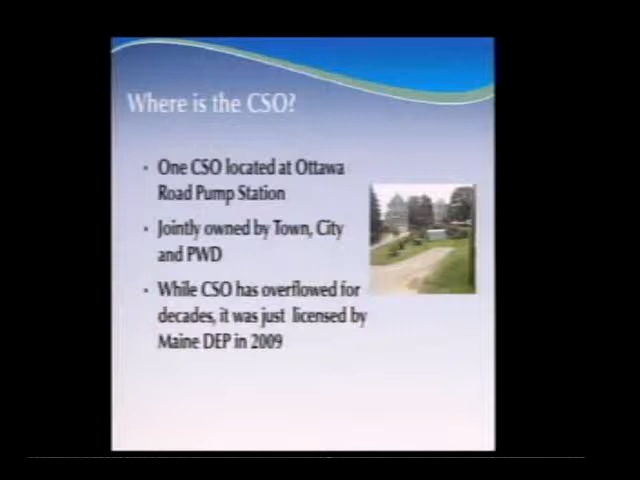 Where is the CSO?
· One CSO located at Ottawa
Road Pump Station
· Jointly owned by Town, City
and PWD
· While CSO has overflowed for
decades, it was just licensed by
Maine DEP in 2009